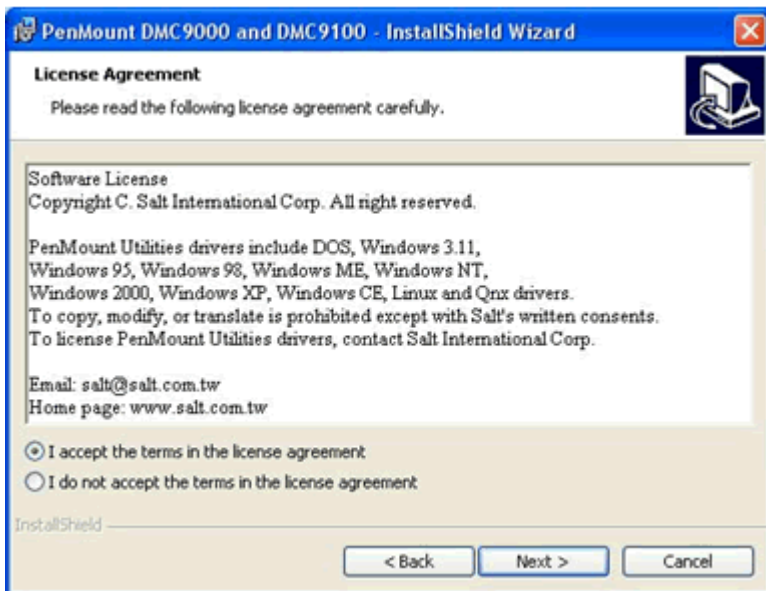 PenMount DMC9000 and DMC9100 - InstallShield Wizard
License Agreement
Please read the following license agreement carefully.
Software License
Copyright C. Salt International Corp. All right reserved.
PenMount Utilities drivers include DOS, Windows 3.11,
Windows 95, Windows 98, Windows ME, Windows NT,
Windows 2000, Windows XP, Windows CE, Linux and Qnx drivers.
To copy, modify, or translate is prohibited except with Salt's written consents.
To license PenMount Utilities drivers, contact Salt International Corp.
Email: salt@salt.com.tw
Home page: www.salt.com.tw
I accept the terms in the license agreement
I do not accept the terms in the license agreement
InstallShield
< Back Next > Cancel